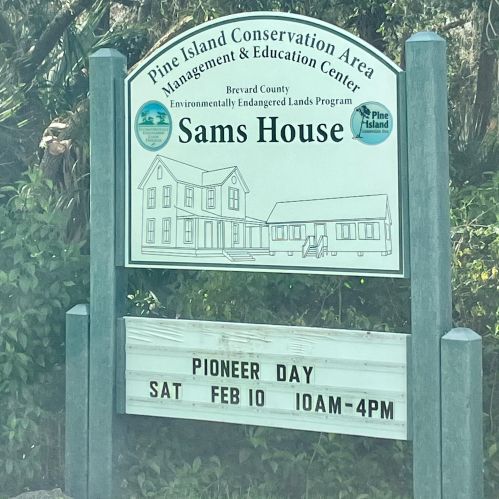 Pine Island Conservation Area
Management & Education Center
Brevard County
Environmentally Endangered Lands Program
Sams House
Pine
Island
PIONEER DAY
SAT FEB 10 10AM-4PM